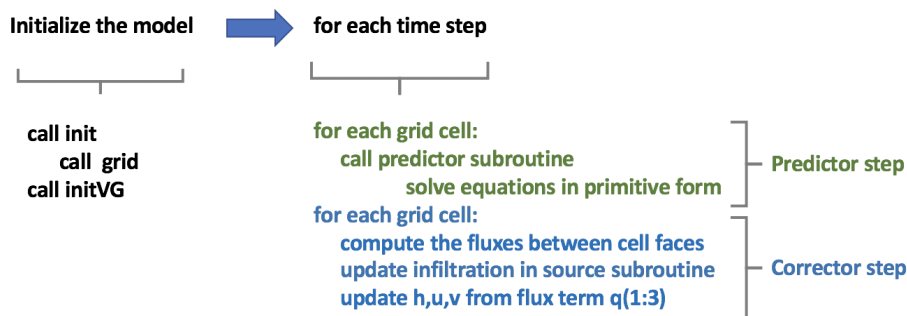 Initialize the model
for each time step
call init
call grid
call initVG
for each grid cell:
call predictor subroutine
solve equations in primitive form
Predictor step
for each grid cell:
compute the fluxes between cell faces
update infiltration in source subroutine
update h,u,v from flux term q(1:3)
Corrector step